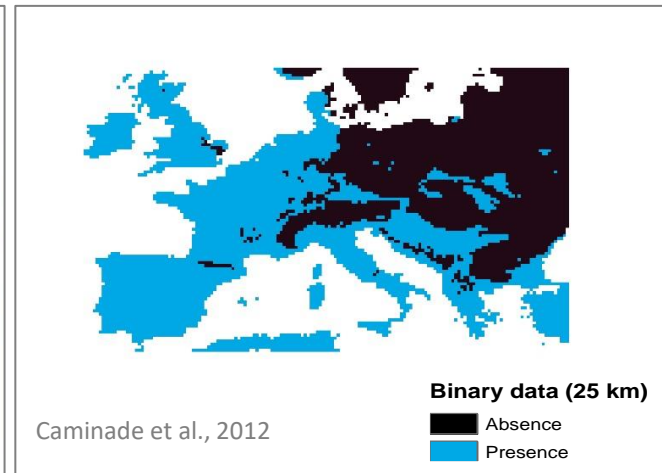 Binary data (25 km)
Absence
Presence
Caminade et al., 2012